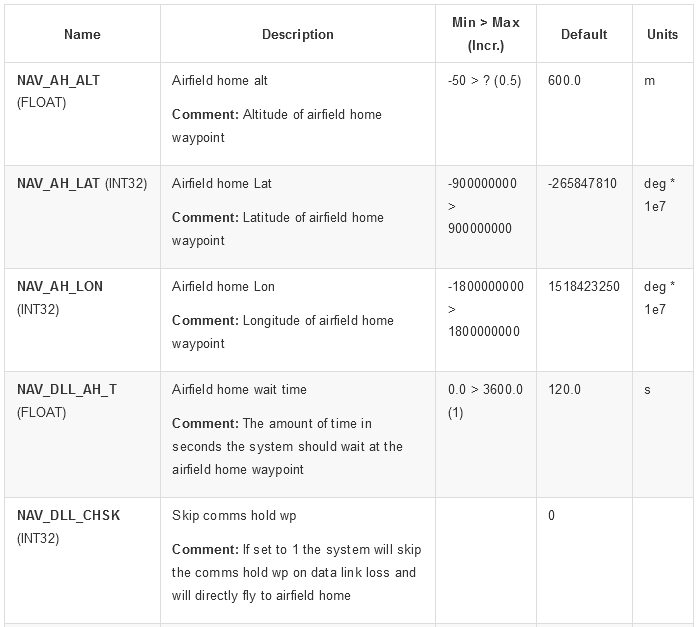 Name Description Min > Max (Incr.) Default Units
NAV_AH_ALT (FLOAT)
Airfield home alt
Comment: Altitude of airfield home
waypoint
-50 > ? (0.5)
600.0
m
NAV_AH_LAT (INT32)
Airfield home Lat
Comment: Latitude of airfield home
waypoint
-900000000
>
900000000
-265847810
deg *
1e7
NAV_AH_LON
(INT32)
Airfield home Lon
Comment: Longitude of airfield home
waypoint
-1800000000
>
1800000000
1518423250
deg *
1e7
NAV_DLL_AH_T
(FLOAT)
Airfield home wait time
Comment: The amount of time in
seconds the system should wait at the
airfield home waypoint
0.0 > 3600.0
(1)
120.0
s
NAV_DLL_CHSK
(INT32)
Skip comms hold wp
Comment: If set to 1 the system will skip
the comms hold wp on data link loss and
will directly fly to airfield home
0